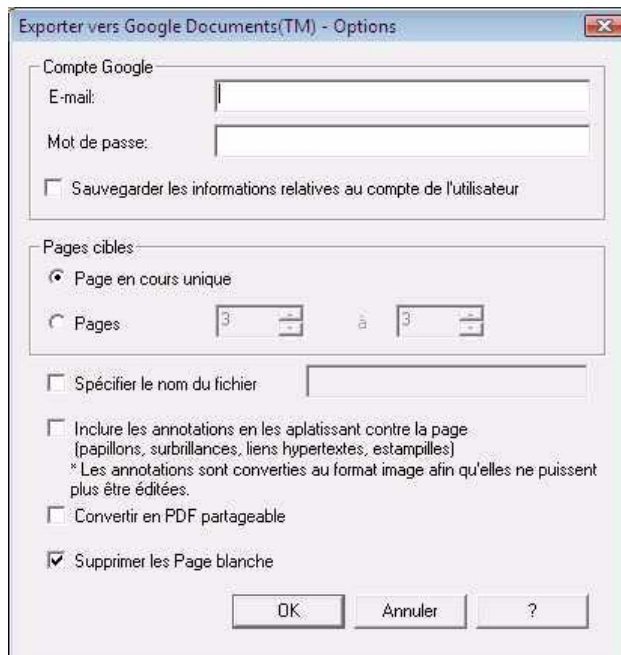 Exporter vers Google Documents(TM) - Options
Compte Google
E-mail:
Mot de passe:
Sauvegarder les informations relatives au compte de l'utilisateur
Pages cibles
Page en cours unique
Pages 3 à 3
Spécifier le nom du fichier
Inclure les annotations en les aplatissant contre la page
(papillons, surbrillances, liens hypertextes, estampilles)
* Les annotations sont converties au format image afin qu'elles ne puissent
plus être éditées.
Convertir en PDF partageable
Supprimer les Page blanche
OK Annuler ?